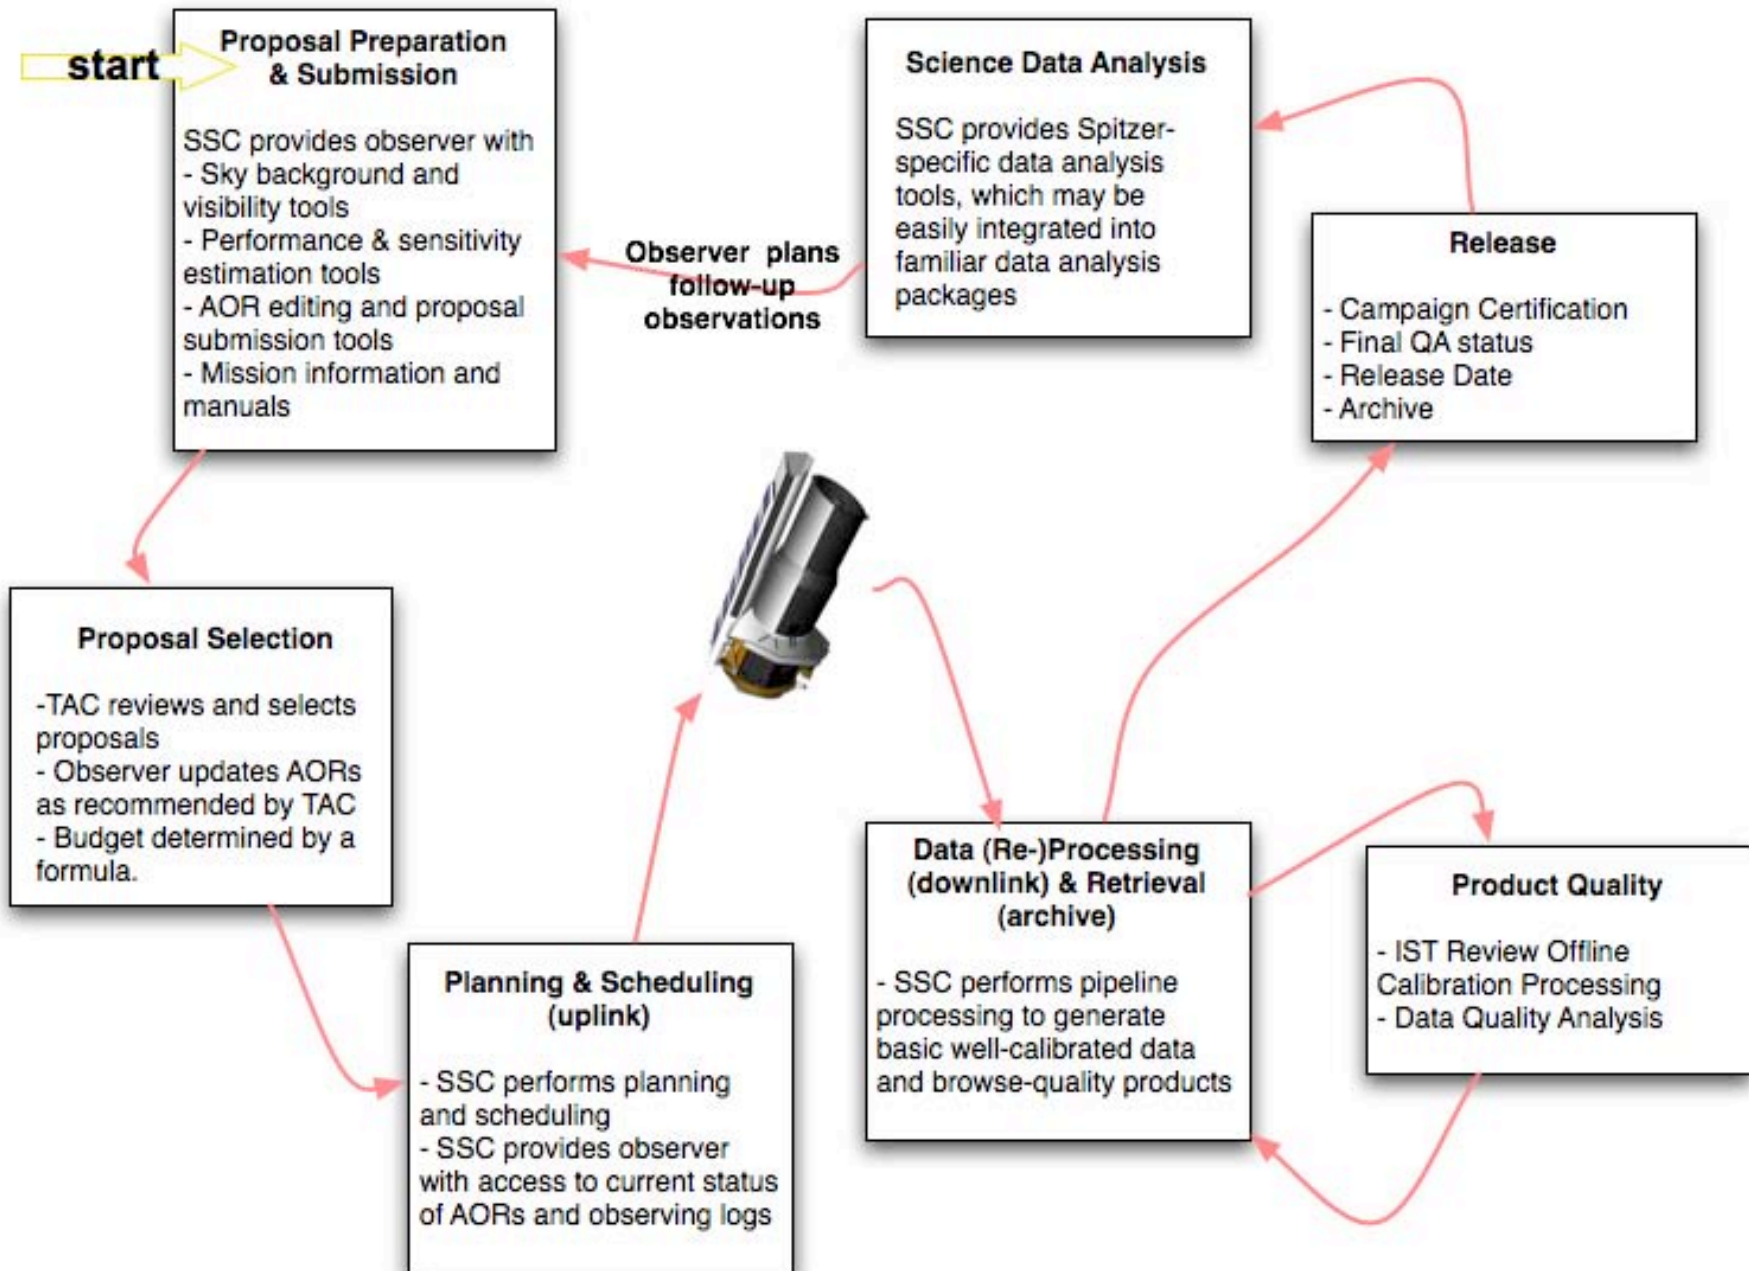 start
Proposal Preparation
& Submission
SSC provides observer with
- Sky background and
visibility tools
- Performance & sensitivity
estimation tools
- AOR editing and proposal
submission tools
- Mission information and
manuals
Proposal Selection
-TAC reviews and selects
proposals
- Observer updates AORs
as recommended by TAC
- Budget determined by a
formula.
Planning & Scheduling
(uplink)
- SSC performs planning
and scheduling
- SSC provides observer
with access to current status
of AORs and observing logs
Data (Re-)Processing
(downlink) & Retrieval
(archive)
- SSC performs pipeline
processing to generate
basic well-calibrated data
and browse-quality products
Product Quality
- IST Review Offline
Calibration Processing
- Data Quality Analysis
Release
- Campaign Certification
- Final QA status
- Release Date
- Archive
Science Data Analysis
SSC provides Spitzer-
specific data analysis
tools, which may be
easily integrated into
familiar data analysis
packages
Observer plans
follow-up
observations